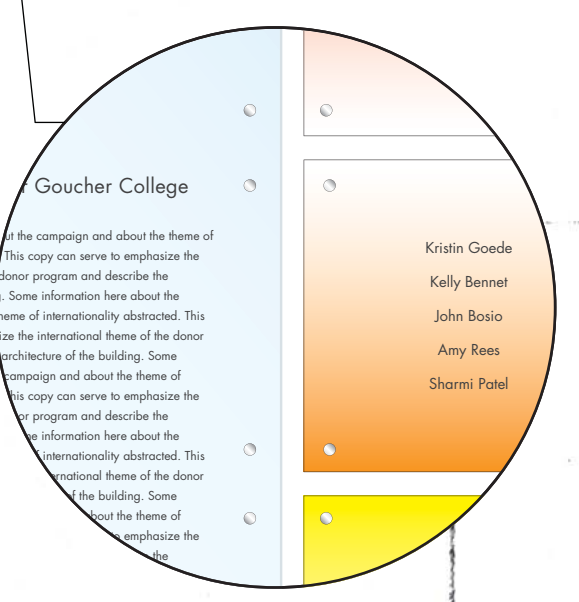 Goucher College
ut the campaign and about the theme of
This copy can serve to emphasize the
donor program and describe the
. Some information here about the
heme of internationality abstracted. This
ize the international theme of the donor
architecture of the building. Some
campaign and about the theme of
his copy can serve to emphasize the
or program and describe the
e information here about the
internationality abstracted. This
ernational theme of the donor
of the building. Some
bout the theme of
emphasize the
the
Kristin Goede
Kelly Bennet
John Bosio
Amy Rees
Sharmi Patel